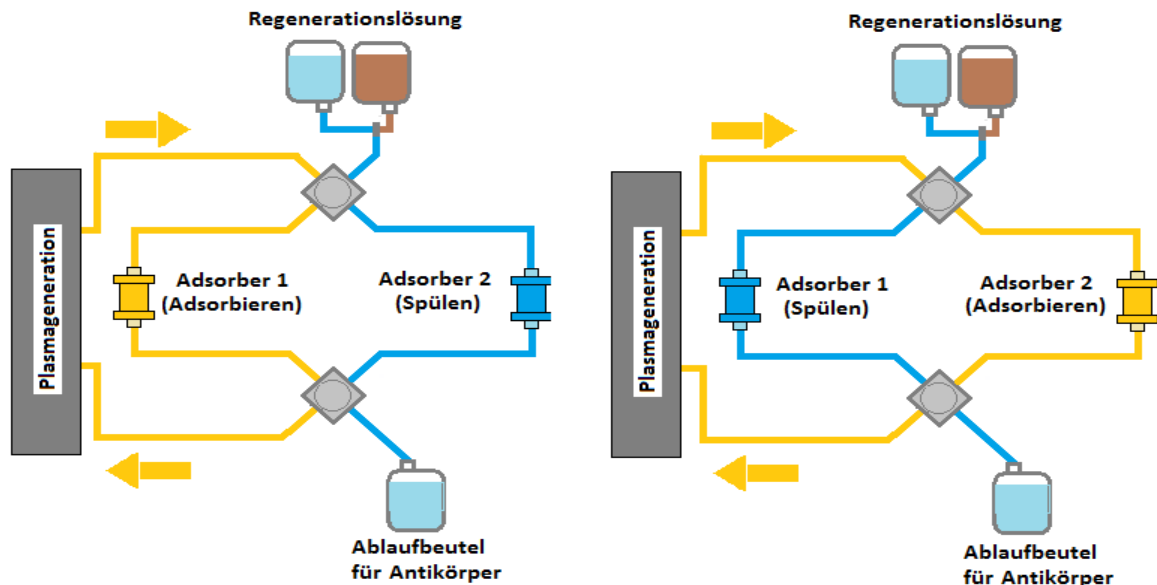 Regenerationslösung
Plasmageneration
Adsorber 1
(Adsorbieren)
Adsorber 2
(Spülen)
Ablaufbeutel
für Antikörper
Regenerationslösung
Plasmageneration
Adsorber 1
(Spülen)
Adsorber 2
(Adsorbieren)
Ablaufbeutel
für Antikörper